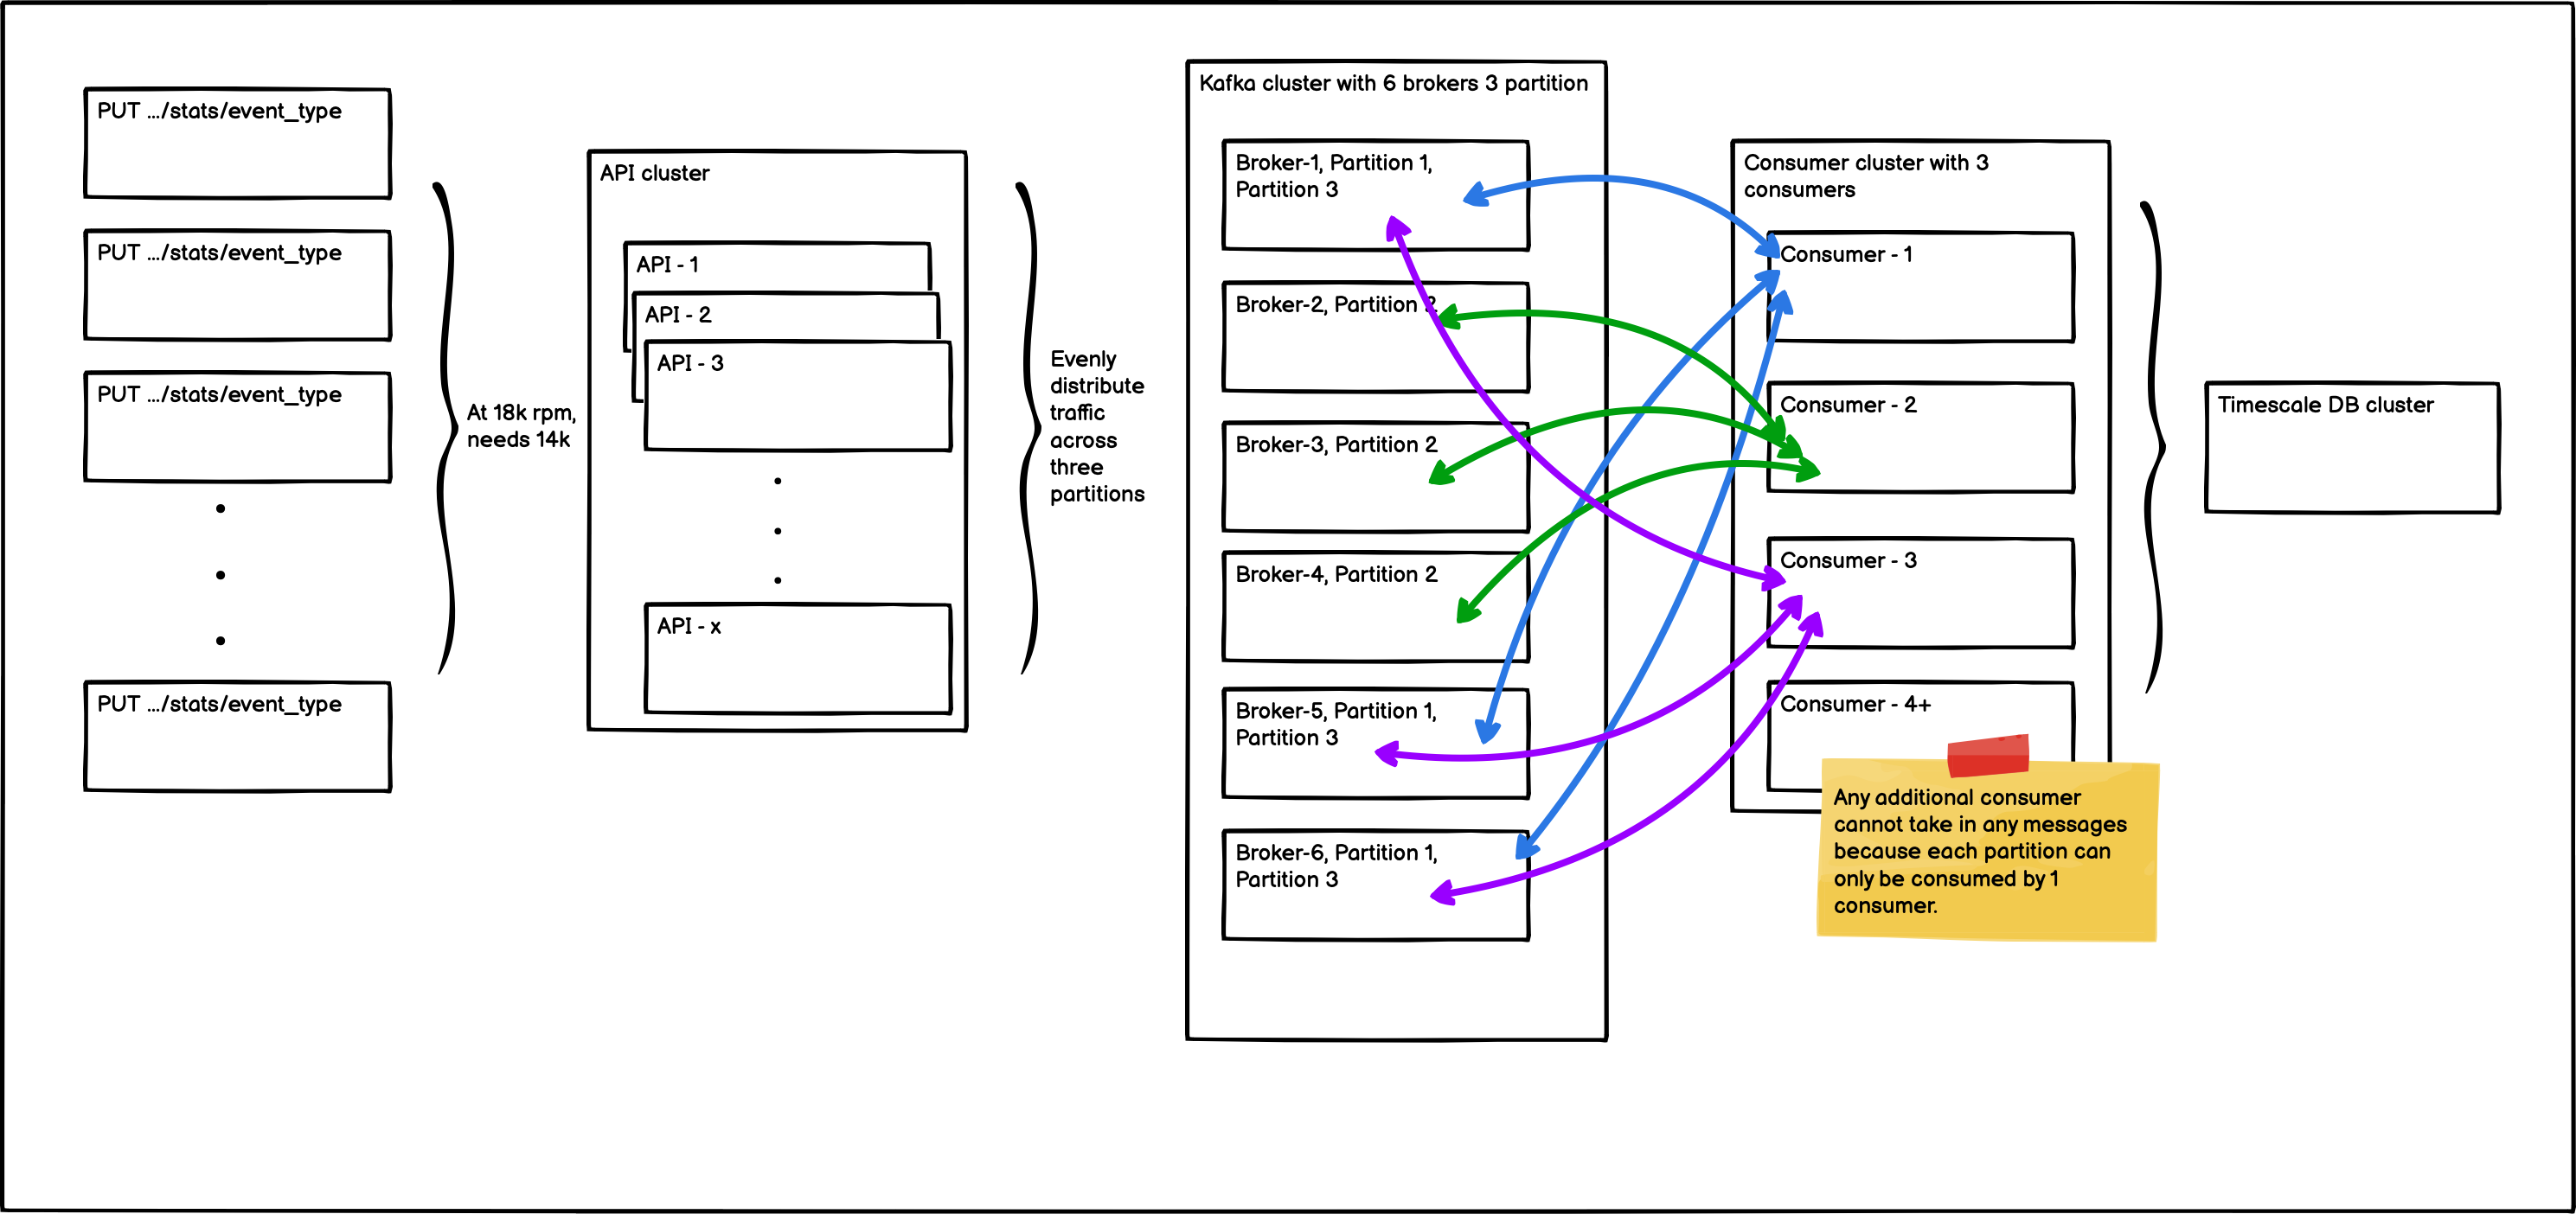 PUT .../stats/event_type
PUT .../stats/event_type
PUT .../stats/event_type
PUT .../stats/event_type
At 18k rpm,
needs 14k
API cluster
API - 1
API - 2
API - 3
API - x
Evenly
distribute
traffic
across
three
partitions
Kafka cluster with 6 brokers 3 partition
Broker-1, Partition 1,
Partition 3
Broker-2, Partition 2
Broker-3, Partition 2
Broker-4, Partition 2
Broker-5, Partition 1,
Partition 3
Broker-6, Partition 1,
Partition 3
Consumer cluster with 3
consumers
Consumer - 1
Consumer - 2
Consumer - 3
Consumer - 4+
Any additional consumer
cannot take in any messages
because each partition can
only be consumed by 1
consumer.
Timescale DB cluster